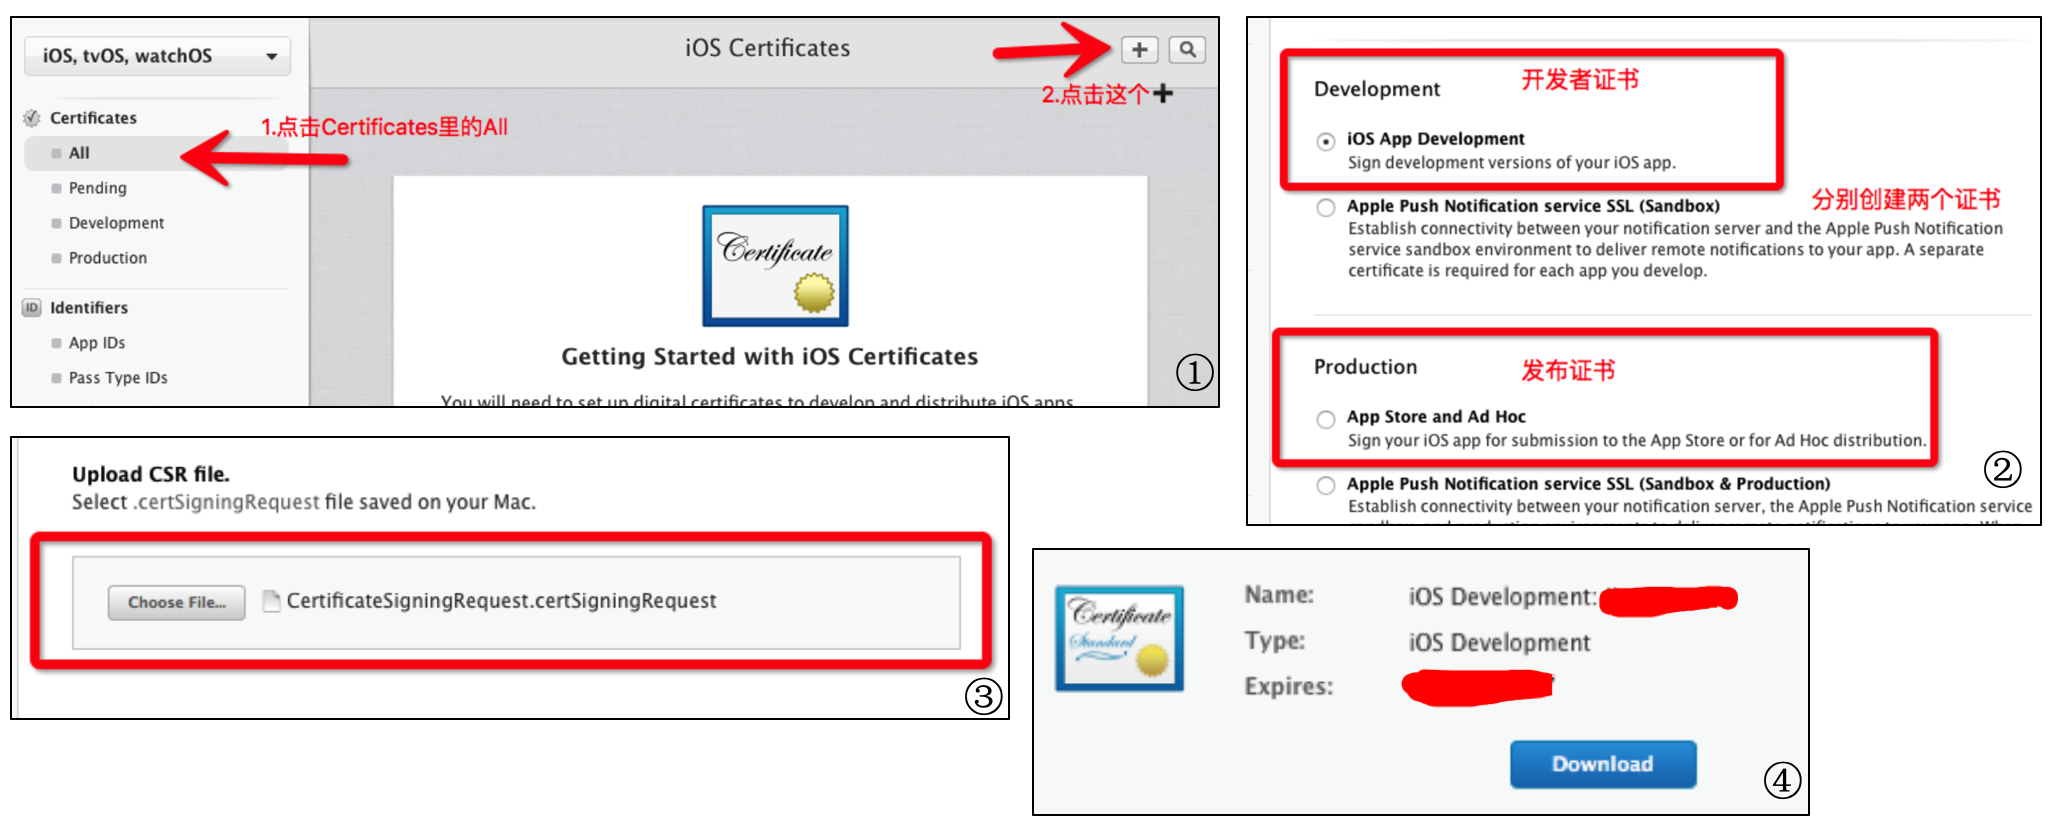 iOS, tvOS, watchOS
iOS Certificates
2.点击这个+
Certificates
1.点击Certificates里的All
All
Pending
Development
Production
ID Identifiers
App IDs
Pass Type IDs
Certificate
Getting Started with iOS Certificates
You will need to set up digital certificates to develop and distribute iOS apps
①
Development
开发者证书
iOS App Development
Sign development versions of your iOS app.
分别创建两个证书
Apple Push Notification service SSL (Sandbox)
Establish connectivity between your notification server and the Apple Push Notification
service sandbox environment to deliver remote notifications to your app. A separate
certificate is required for each app you develop.
Production
发布证书
App Store and Ad Hoc
Sign your iOS app for submission to the App Store or for Ad Hoc distribution.
②
Apple Push Notification service SSL (Sandbox & Production)
Establish connectivity between your notification server, the Apple Push Notification service
Upload CSR file.
Select .certSigningRequest file saved on your Mac.
Choose File...
CertificateSigningRequest.certSigningRequest
③
Certificate
Standard
Name: iOS Development:
Type: iOS Development
Expires:
Download
④